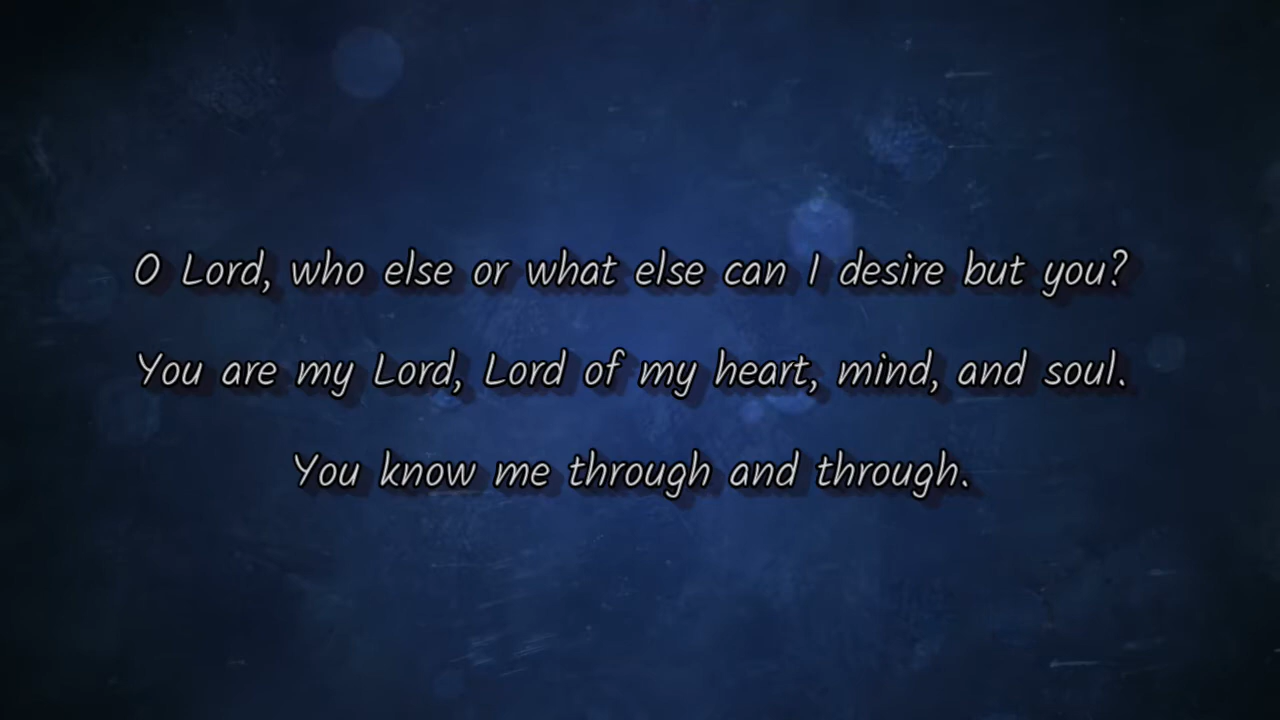 O Lord, who else or what else can I desire but you?
You are my Lord, Lord of my heart, mind, and soul.
You know me through and through.